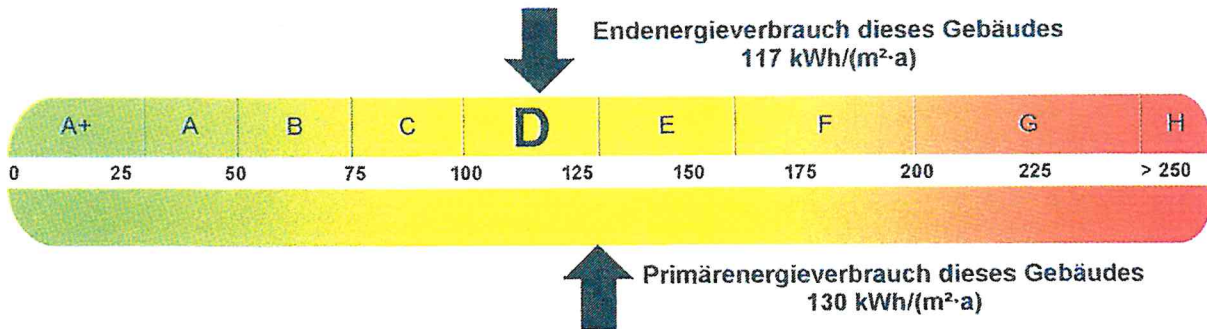 Endenergieverbrauch dieses Gebäudes
117 kWh/(m²·a)
A+ A B C D E F G H
0 25 50 75 100 125 150 175 200 225 > 250
Primärenergieverbrauch dieses Gebäudes
130 kWh/(m²·a)